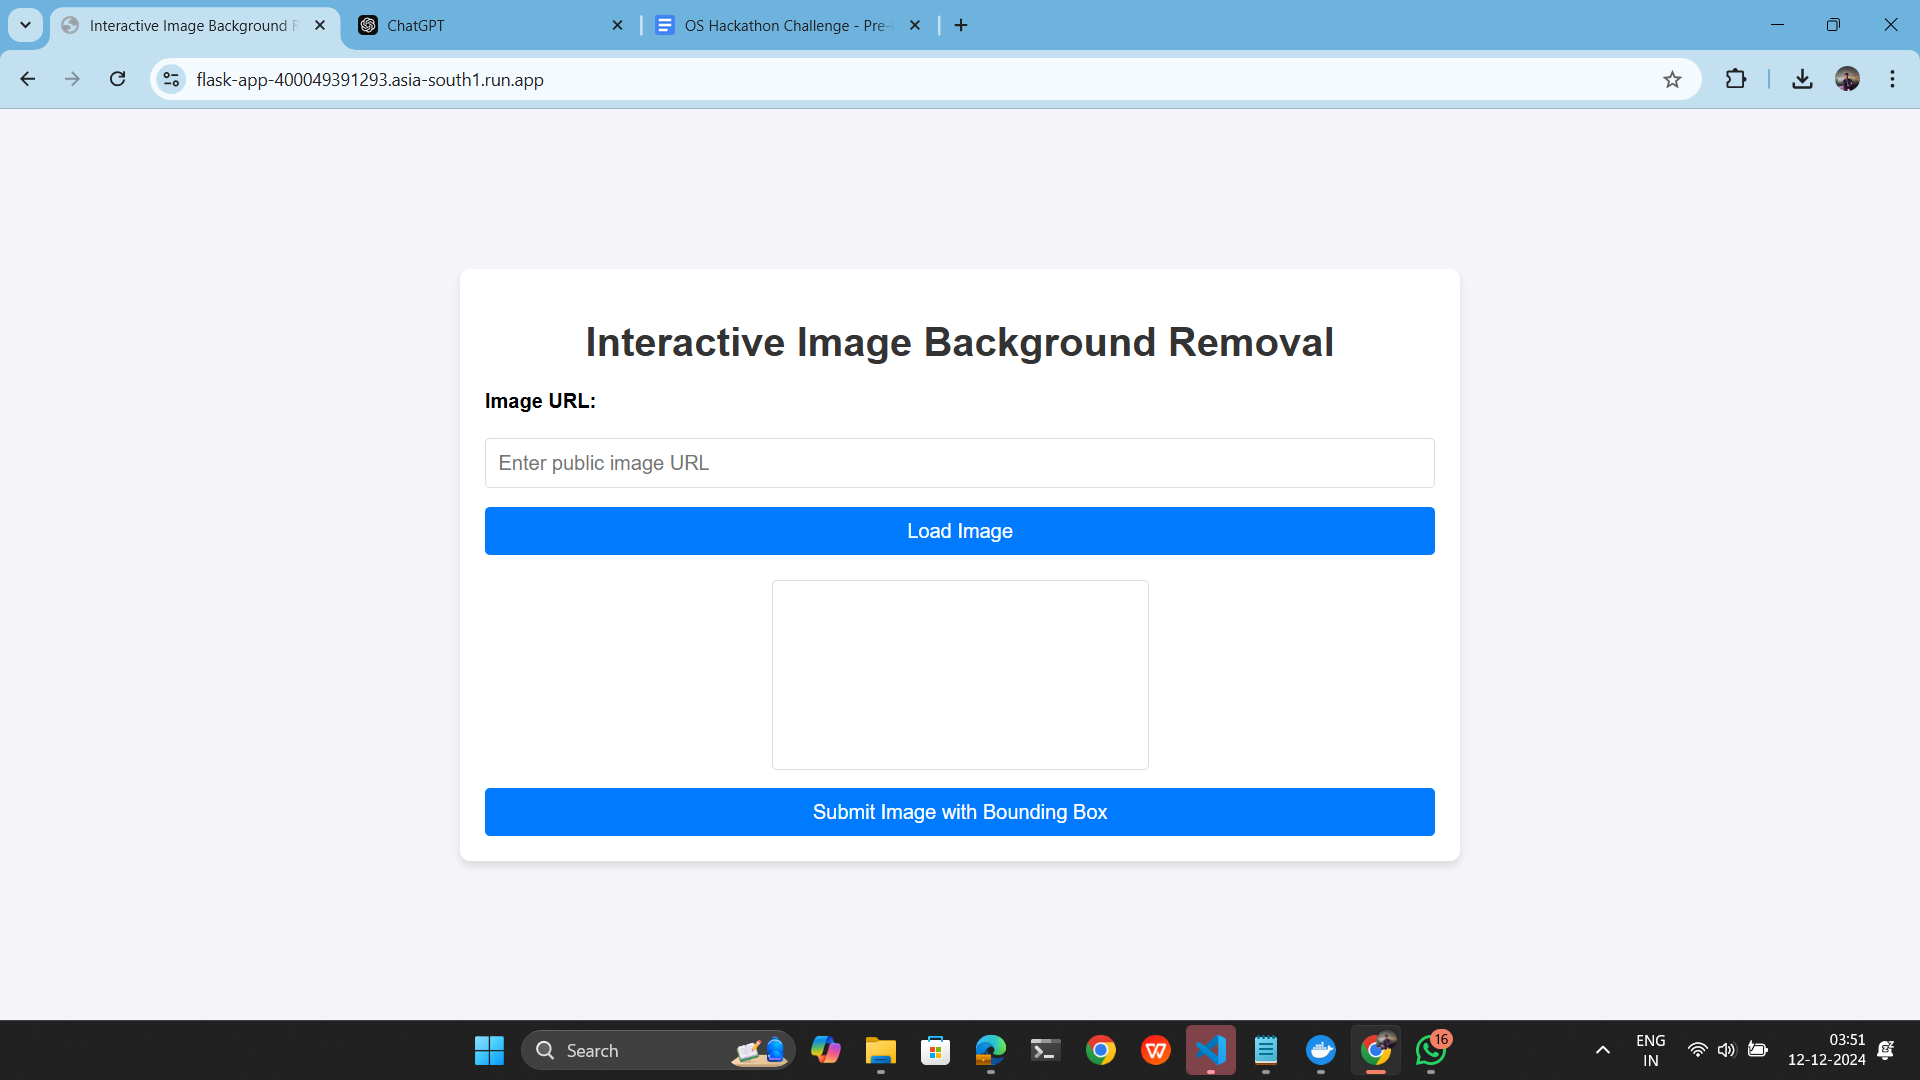 Interactive Image Background R
ChatGPT
OS Hackathon Challenge - Pre-
flask-app-400049391293.asia-south1.run.app
Interactive Image Background Removal
Image URL:
Enter public image URL
Load Image
Submit Image with Bounding Box
Search
16
ENG
IN
03:51
12-12-2024